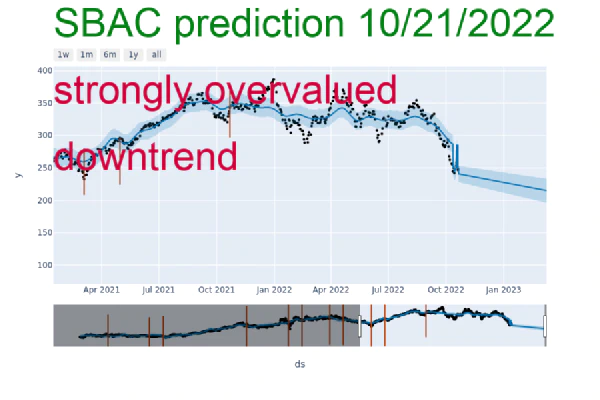 SBAC prediction 10/21/2022
1w 1m 6m 1y all
400
strongly overvalued
350
300
downtrend
250
y
200
150
100
Apr 2021 Jul 2021 Oct 2021 Jan 2022 Apr 2022 Jul 2022 Oct 2022 Jan 2023
ds